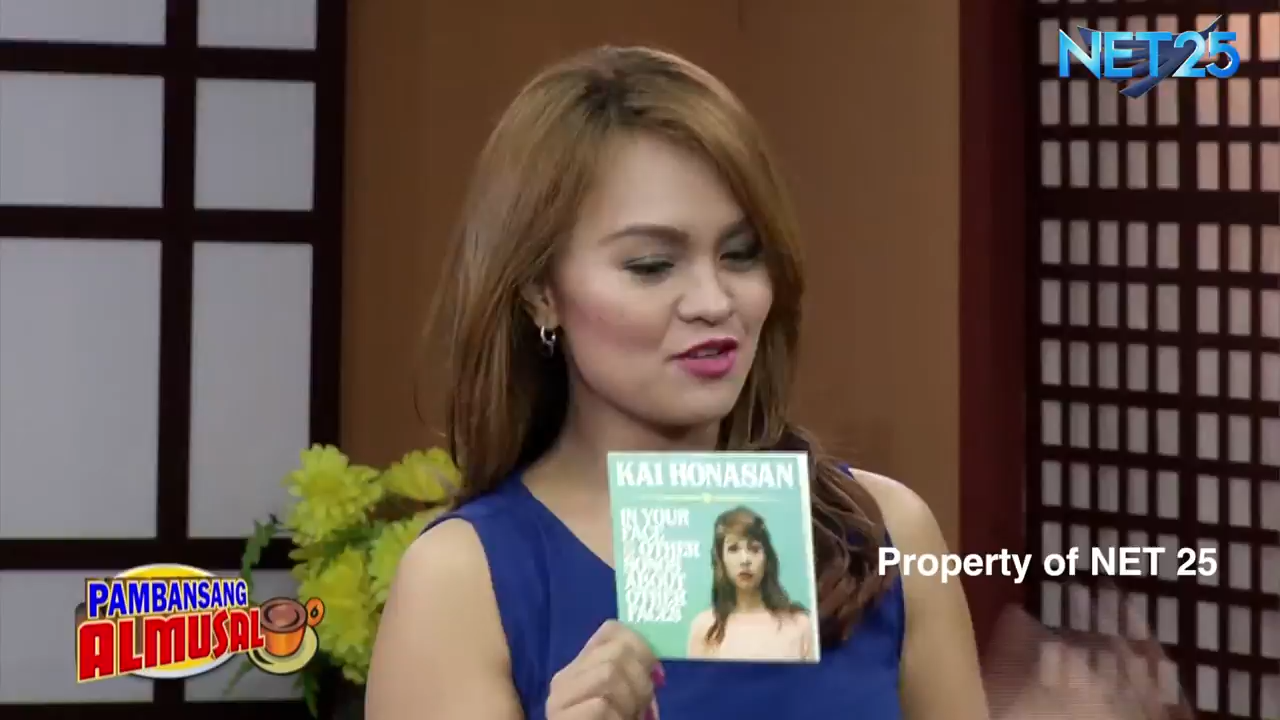 NET25
KAI HONASAN
IN YOUR
FACE
& OTHER
SONGS
ABOUT
OTHER
FACES
Property of NET 25
PAMBANSANG
ALMUSAL